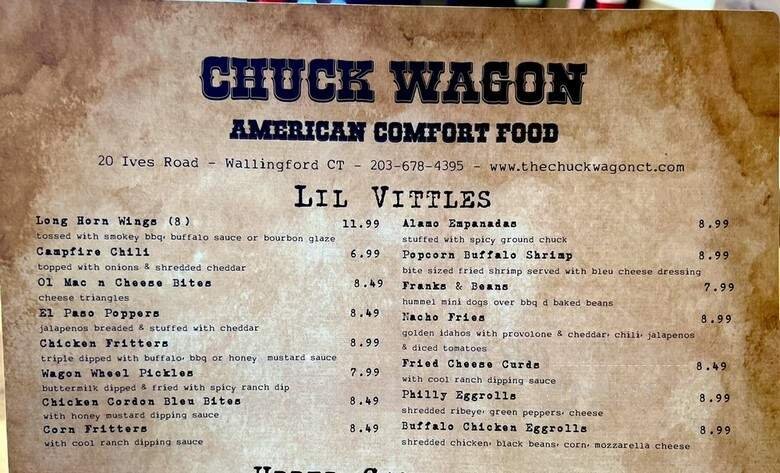 CHUCK WAGON
AMERICAN COMFORT FOOD
20 Ives Road - Wallingford CT - 203-678-4395 - www.thechuckwagonct.com
LIL VITTLES
Long Horn Wings (8) 11.99
tossed with smokey bbq, buffalo sauce or bourbon glaze
Campfire Chili 6.99
topped with onions & shredded cheddar
Ol Mac n Cheese Bites 8.49
cheese triangles
El Paso Poppers 8.49
jalapenos breaded & stuffed with cheddar
Chicken Fritters 8.99
triple dipped with buffalo, bbq or honey mustard sauce
Wagon Wheel Pickles 7.99
buttermilk dipped & fried with spicy ranch dip
Chicken Cordon Bleu Bites 8.49
with honey mustard dipping sauce
Corn Fritters 8.49
with cool ranch dipping sauce
Alamo Empanadas 8.99
stuffed with spicy ground chuck
Popcorn Buffalo Shrimp 8.99
bite sized fried shrimp served with bleu cheese dressing
Franks & Beans 7.99
hummel mini dogs over bbq d baked beans
Nacho Fries 8.99
golden idahos with provolone & cheddar, chili, jalapenos
& diced tomatoes
Fried Cheese Curds 8.49
with cool ranch dipping sauce
Philly Eggrolls 8.99
shredded ribeye, green peppers, cheese
Buffalo Chicken Eggrolls 8.99
shredded chicken, black beans, corn, mozzarella cheese